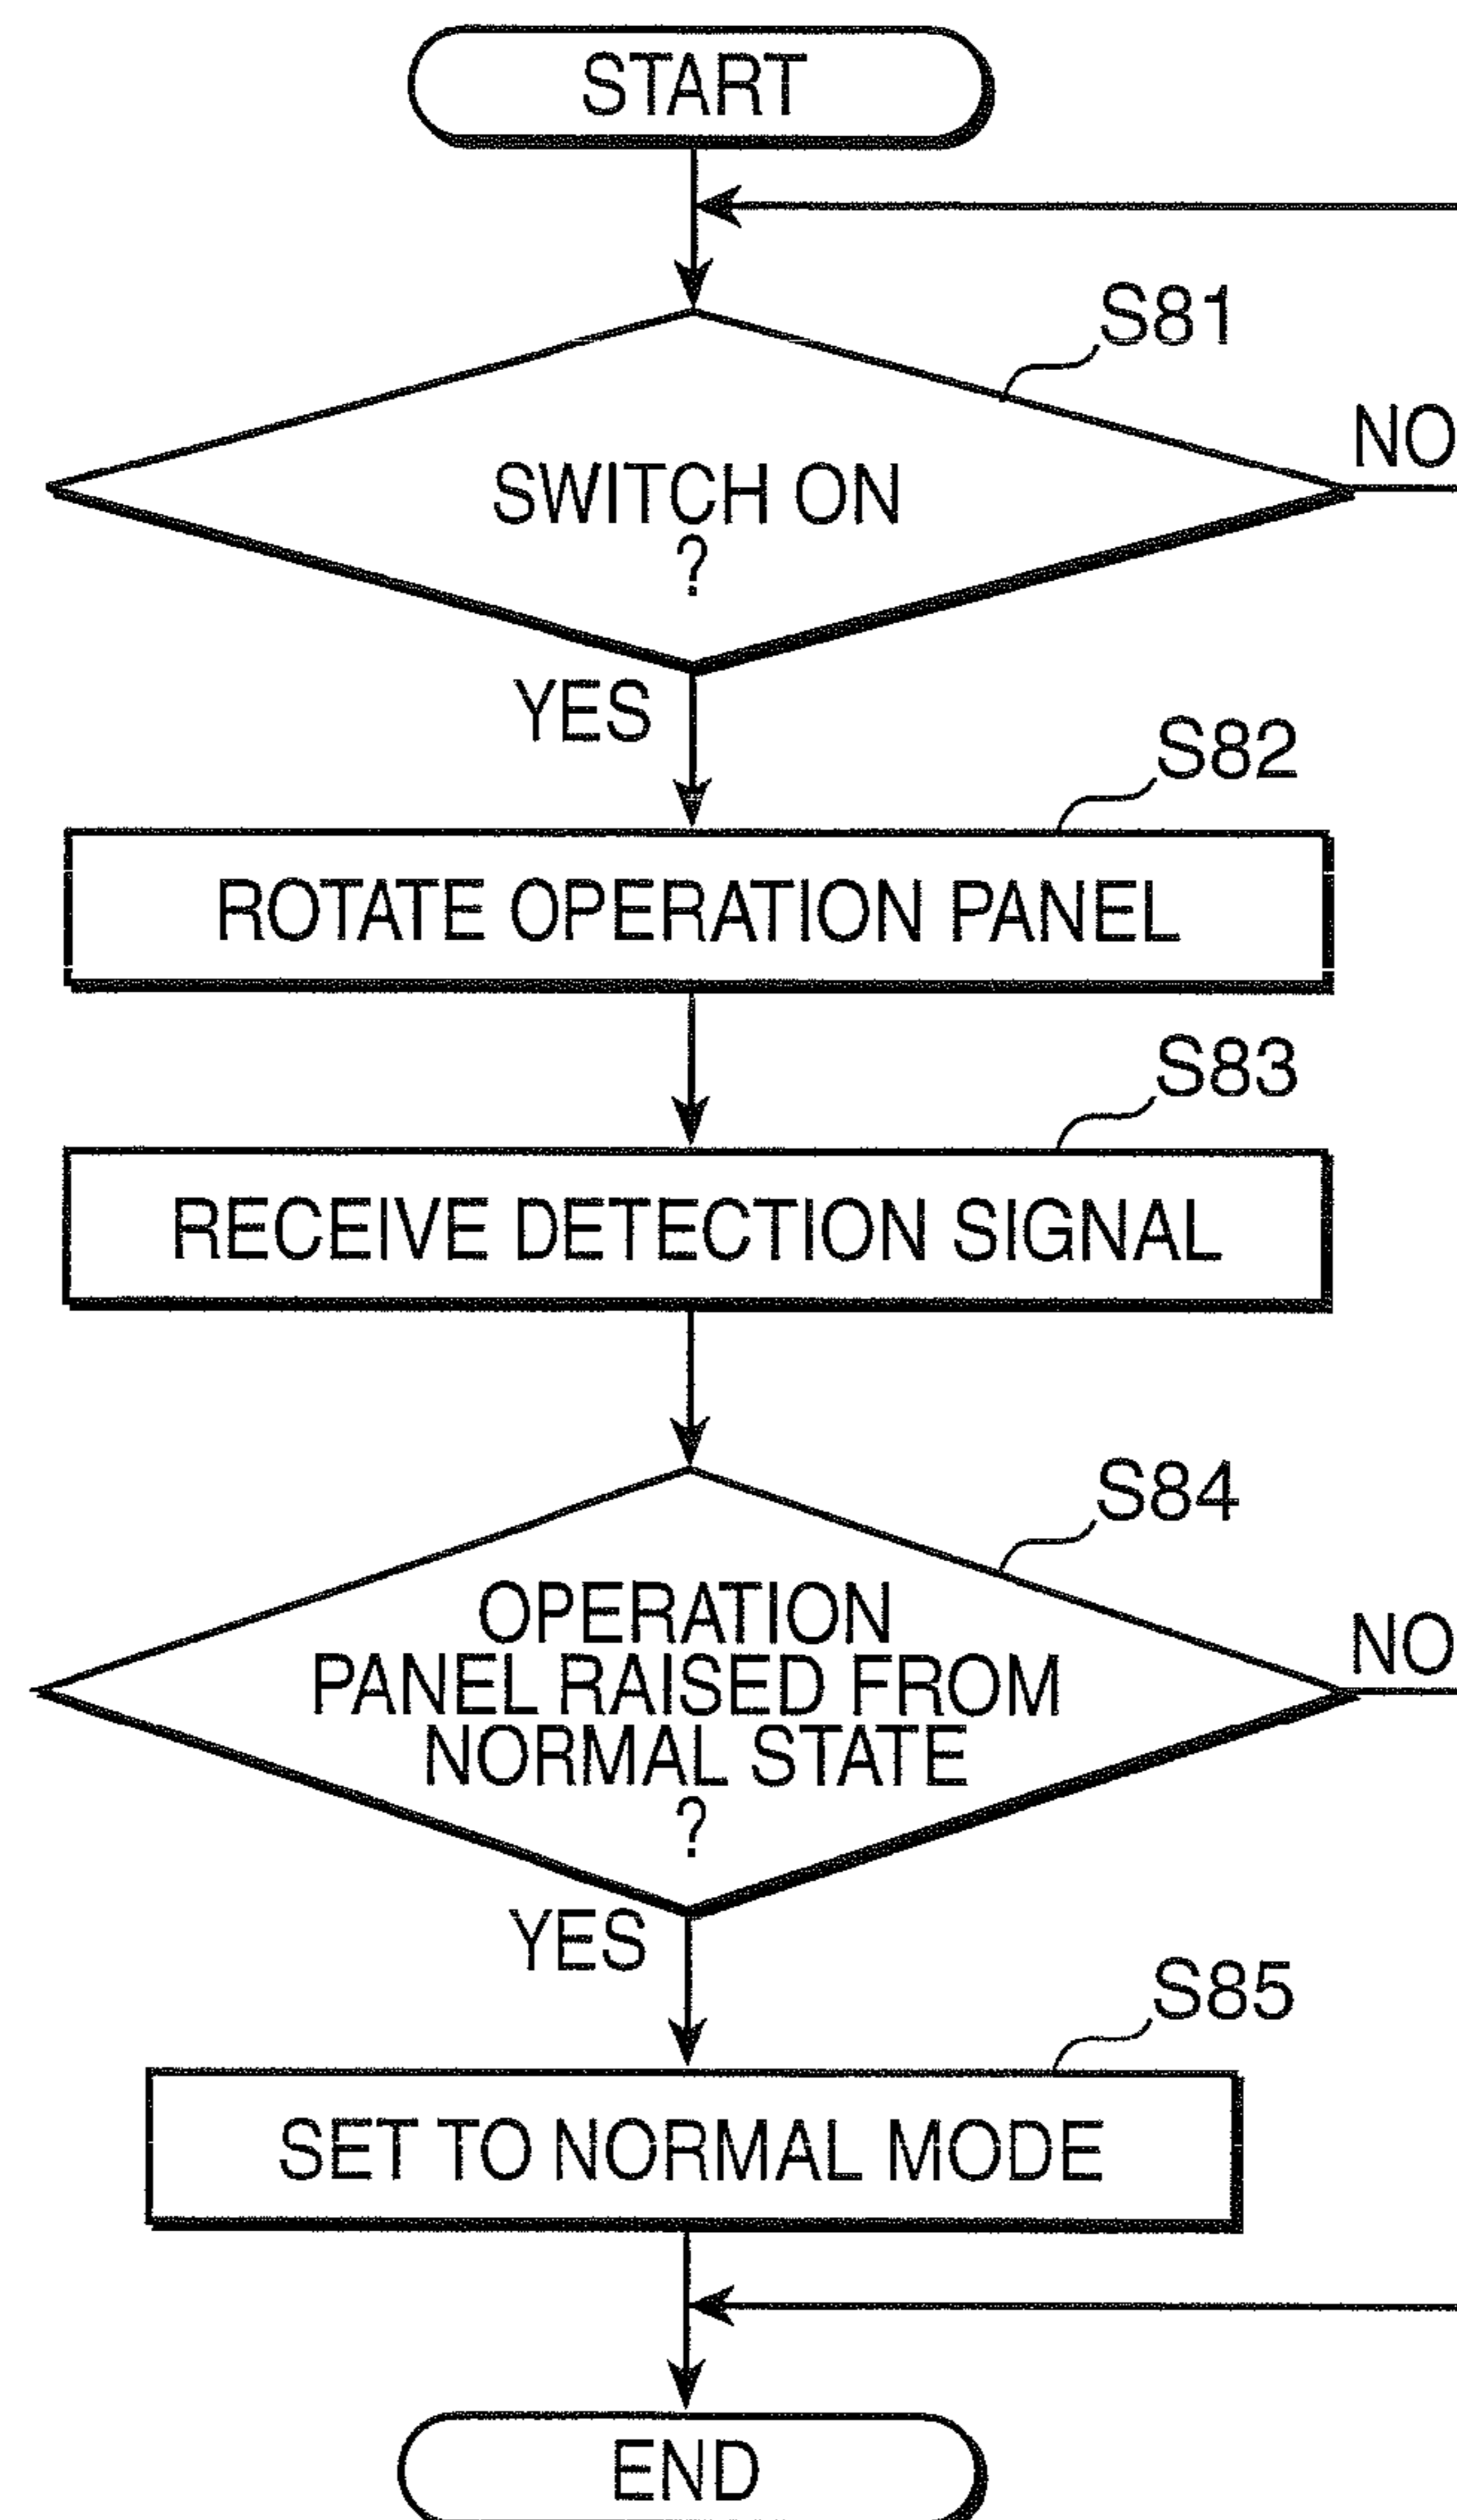 START
S81
NO
SWITCH ON
?
YES
S82
ROTATE OPERATION PANEL
S83
RECEIVE DETECTION SIGNAL
S84
OPERATION
PANEL RAISED FROM
NORMAL STATE
?
NO
YES
S85
SET TO NORMAL MODE
END